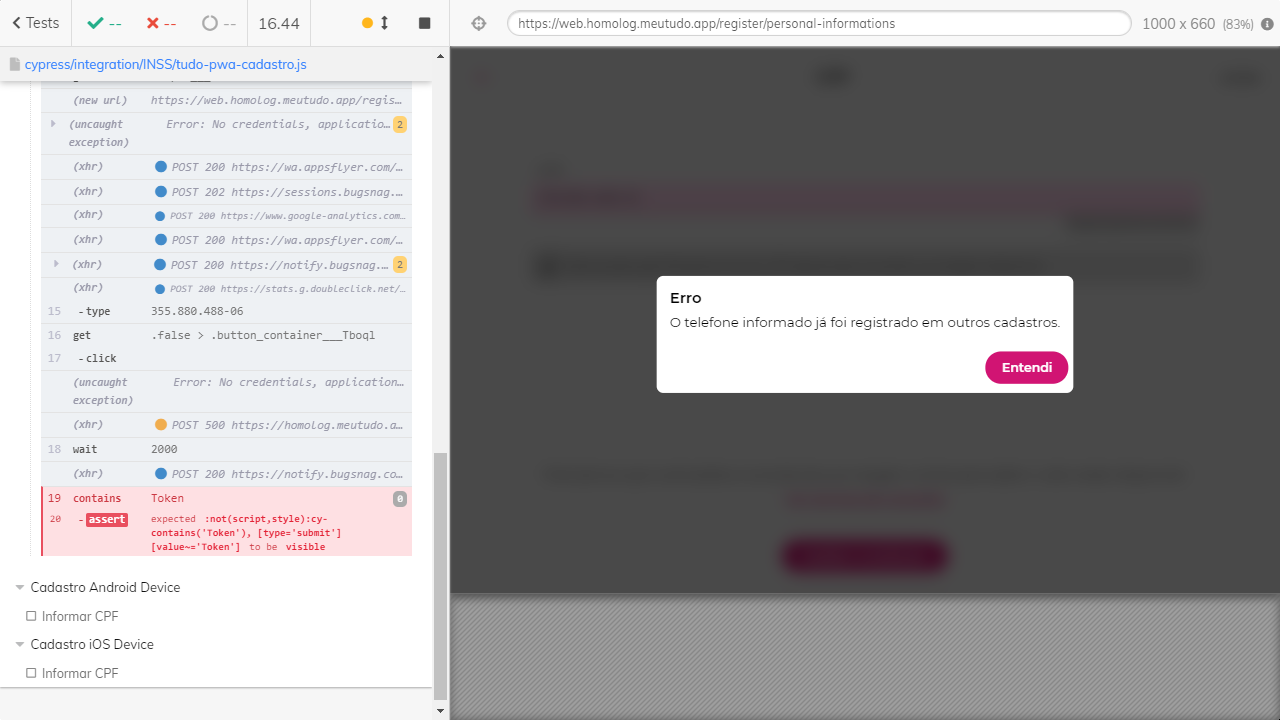 Tests
--
--
--
16.44
https://web.homolog.meutudo.app/register/personal-informations
1000 x 660 (83%)
cypress/integration/INSS/tudo-pwa-cadastro.js
(new url) https://web.homolog.meutudo.app/regis…
(uncaught exception) Error: No credentials, applicatio… 2
(xhr) POST 200 https://wa.appsflyer.com/…
(xhr) POST 202 https://sessions.bugsnag.…
(xhr) POST 200 https://www.google-analytics.com…
(xhr) POST 200 https://wa.appsflyer.com/…
(xhr) POST 200 https://notify.bugsnag.… 2
(xhr) POST 200 https://stats.g.doubleclick.net/…
15 -type 355.880.488-06
16 get .false > .button_container___Tboql
17 -click
(uncaught exception) Error: No credentials, application…
(xhr) POST 500 https://homolog.meutudo.a…
18 wait 2000
(xhr) POST 200 https://notify.bugsnag.co…
19 contains Token 0
20 -assert expected :not(script,style):cy-
contains('Token'), [type='submit']
[value~='Token'] to be visible
Cadastro Android Device
Informar CPF
Cadastro iOS Device
Informar CPF
Erro
O telefone informado já foi registrado em outros cadastros.
Entendi